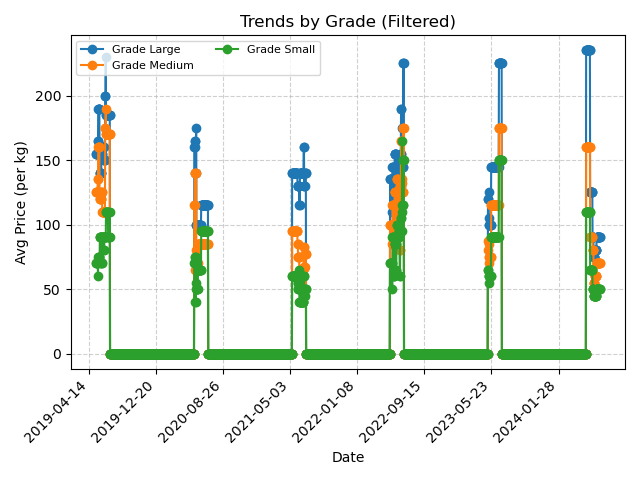 Trends by Grade (Filtered)
Grade Large
Grade Medium
Grade Small
Avg Price (per kg)
200
150
100
50
0
2019-04-14
2019-12-20
2020-08-26
2021-05-03
2022-01-08
2022-09-15
2023-05-23
2024-01-28
Date